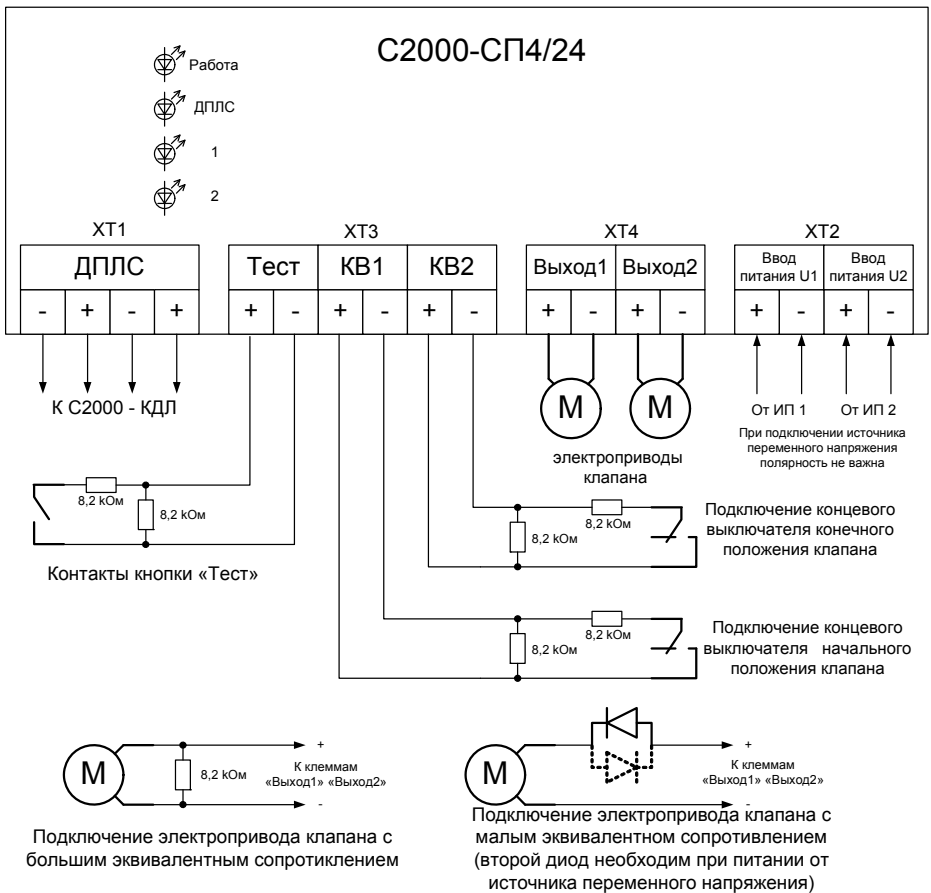 С2000-СП4/24
Работа
ДПЛС
1
2
XT1
XT3
XT4
XT2
ДПЛС
Тест
КВ1
КВ2
Выход1
Выход2
Ввод
питания U1
Ввод
питания U2
- + - +
+ - + - + -
+ - + -
+ - + -
К С2000 - КДЛ
М
М
электроприводы
клапана
От ИП 1
От ИП 2
При подключении источника
переменного напряжения
полярность не важна
8,2 kОм
8,2 kОм
Контакты кнопки «Тест»
8,2 kОм
8,2 kОм
Подключение концевого
выключателя конечного
положения клапана
8,2 kОм
8,2 kОм
Подключение концевого
выключателя начального
положения клапана
М
8,2 kОм
+
К клеммам
«Выход1» «Выход2»
-
Подключение электропривода клапана с
большим эквивалентным сопротиклением
М
+
К клеммам
«Выход1» «Выход2»
-
Подключение электропривода клапана с
малым эквивалентном сопротивлением
(второй диод необходим при питании от
источника переменного напряжения)